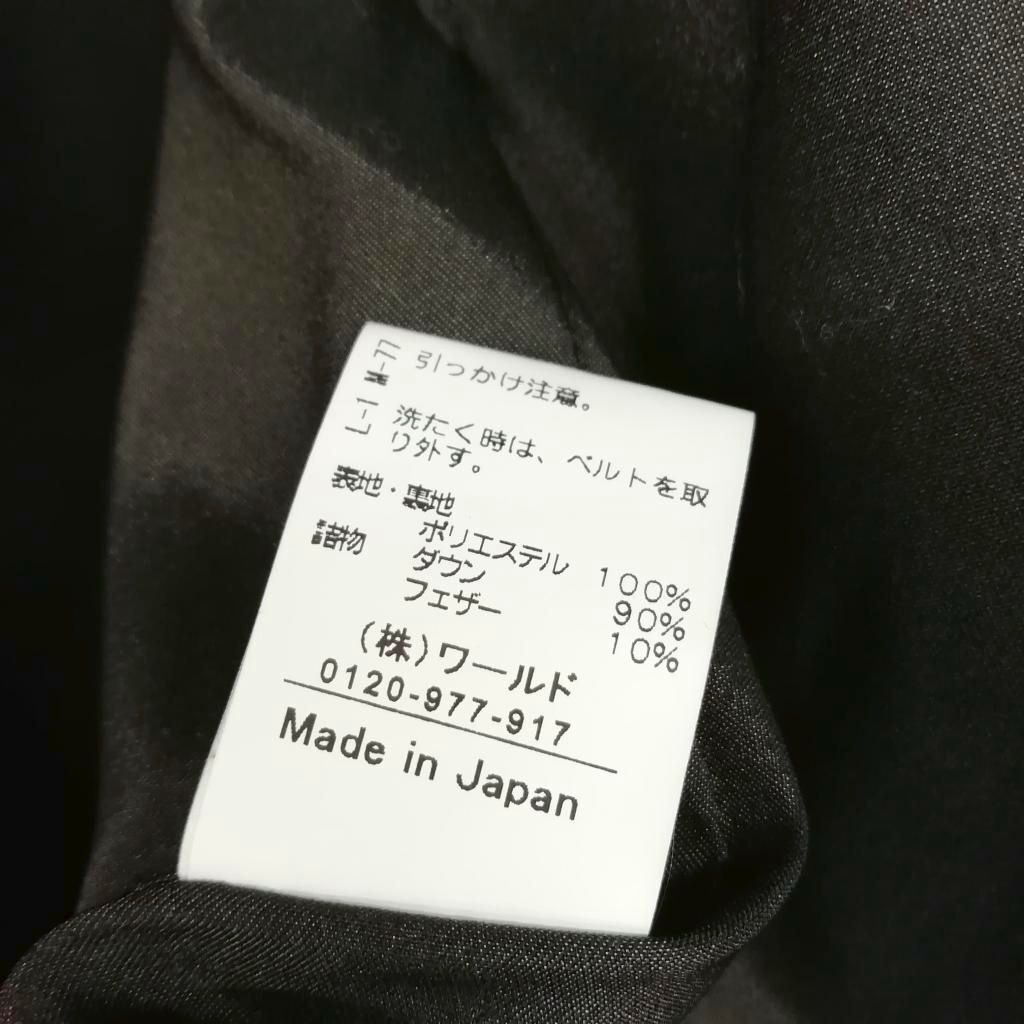 引っかけ注意。
洗たく時は、ベルトを取
り外す。
表地・裏地
ポリエステル 100%
詰物 ダウン 90%
フェザー 10%
(株)ワールド
0120-977-917
Made in Japan
L-1